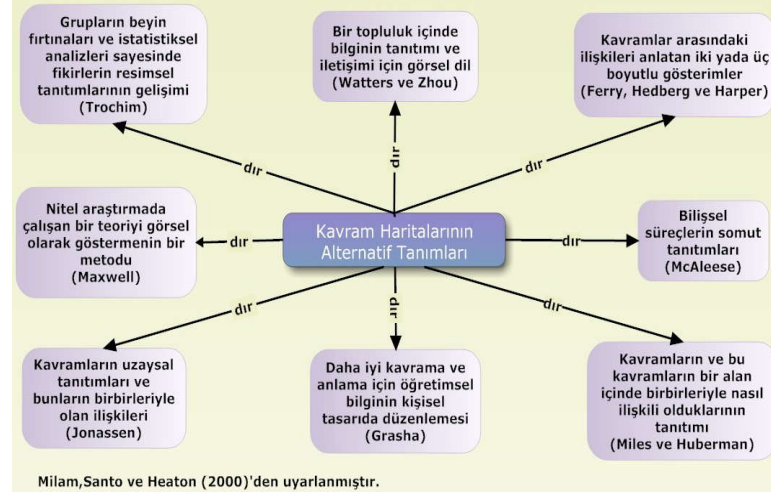 Grupların beyin
fırtınaları ve istatistiksel
analizleri sayesinde
fikirlerin resimsel
tanıtımlarının gelişimi
(Trochim)
Bir topluluk içinde
bilginin tanıtımı ve
iletişimi için görsel dil
(Watters ve Zhou)
Kavramlar arasındaki
ilişkileri anlatan iki yada üç
boyutlu gösterimler
(Ferry, Hedberg ve Harper)
dır
dır
dır
Nitel araştırmada
çalışan bir teoriyi görsel
olarak göstermenin bir
metodu
(Maxwell)
dır
Kavram Haritalarının
Alternatif Tanımları
dır
Bilişsel
süreçlerin somut
tanıtımları
(McAleese)
dır
dır
dır
Kavramların uzaysal
tanıtımları ve
bunların birbirleriyle
olan ilişkileri
(Jonassen)
Daha iyi kavrama ve
anlama için öğretimsel
bilginin kişisel
tasarıda düzenlemesi
(Grasha)
Kavramların ve bu
kavramların bir alan
içinde birbirleriyle nasıl
ilişkili olduklarının
tanıtımı
(Miles ve Huberman)
Milam,Santo ve Heaton (2000)'den uyarlanmıştır.